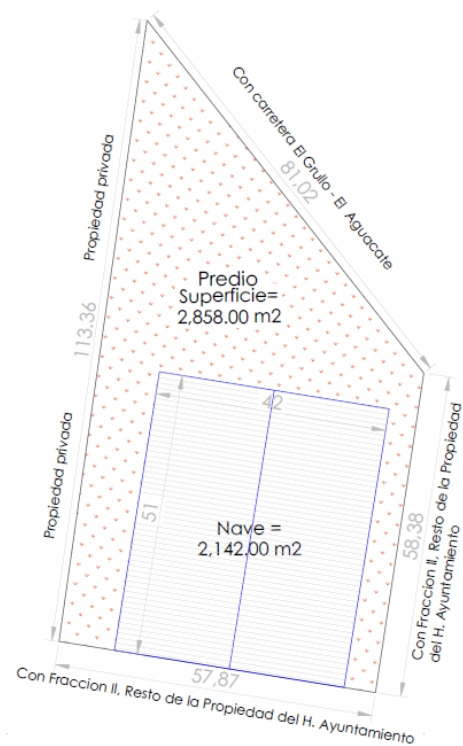 Con carretera El Grullo - El Aguacate
81,02
Propiedad privada
113.36
Predio
Superficie=
2,858.00 m2
42
51
Nave =
2,142.00 m2
Propiedad privada
58,38
Con Fraccion II, Resto de la Propiedad
del H. Ayuntamiento
57,87
Con Fraccion II, Resto de la Propiedad del H. Ayuntamiento